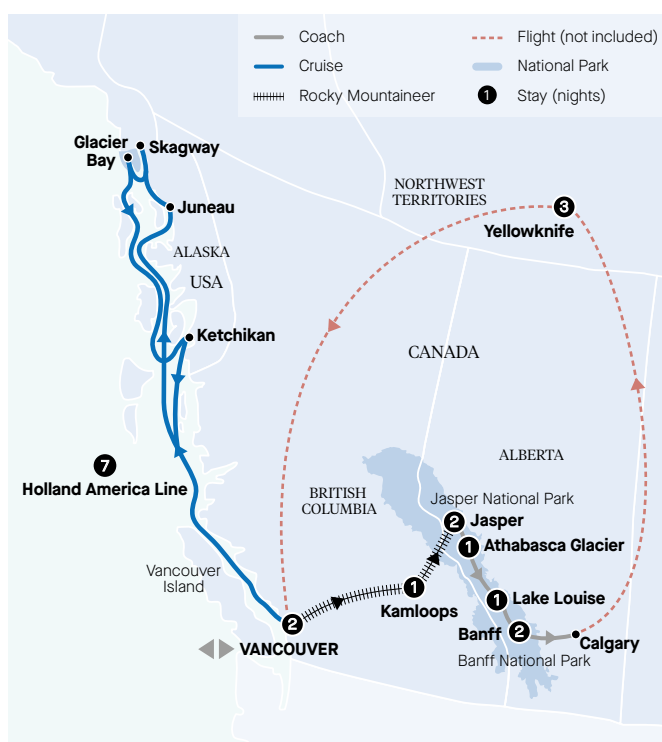 Coach
Flight (not included)
Cruise
National Park
Rocky Mountaineer
1 Stay (nights)
Glacier
Bay
Skagway
Juneau
NORTHWEST
TERRITORIES
3
Yellowknife
ALASKA
USA
Ketchikan
CANADA
7
Holland America Line
ALBERTA
BRITISH
COLUMBIA
Jasper National Park
2 Jasper
1 Athabasca Glacier
Vancouver
Island
1
Kamloops
1 Lake Louise
2
VANCOUVER
Banff 2
Calgary
Banff National Park